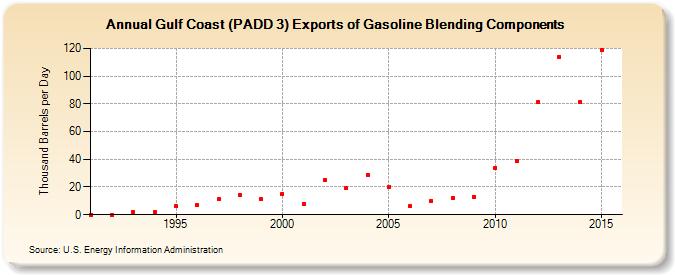 Annual Gulf Coast (PADD 3) Exports of Gasoline Blending Components
Thousand Barrels per Day
120
100
80
60
40
20
0
1995 2000 2005 2010 2015
Source: U.S. Energy Information Administration